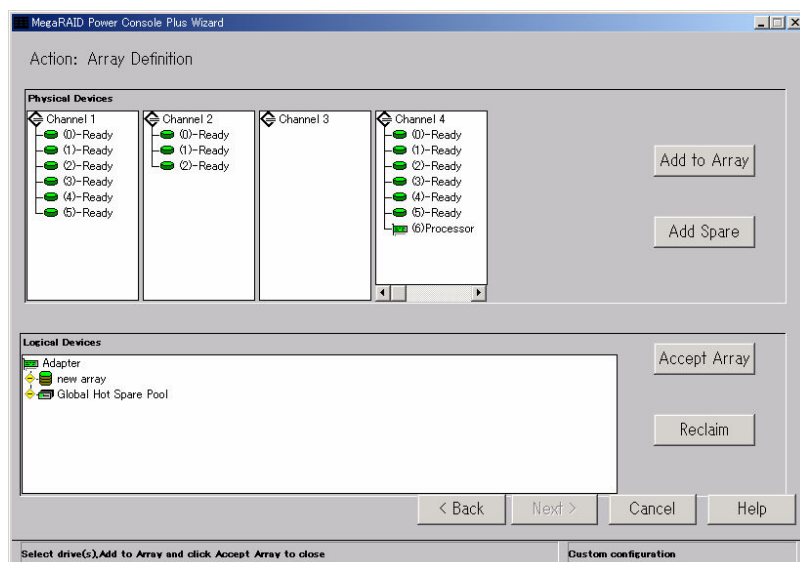 MegaRAID Power Console Plus Wizard
Action: Array Definition
Physical Devices
Channel 1
(0)-Ready
(1)-Ready
(2)-Ready
(3)-Ready
(4)-Ready
(5)-Ready
Channel 2
(0)-Ready
(1)-Ready
(2)-Ready
Channel 3
Channel 4
(0)-Ready
(1)-Ready
(2)-Ready
(3)-Ready
(4)-Ready
(5)-Ready
(6)Processor
Add to Array
Add Spare
Logical Devices
Adapter
new array
Global Hot Spare Pool
Accept Array
Reclaim
< Back
Next >
Cancel
Help
Select drive(s),Add to Array and click Accept Array to close
Custom configuration